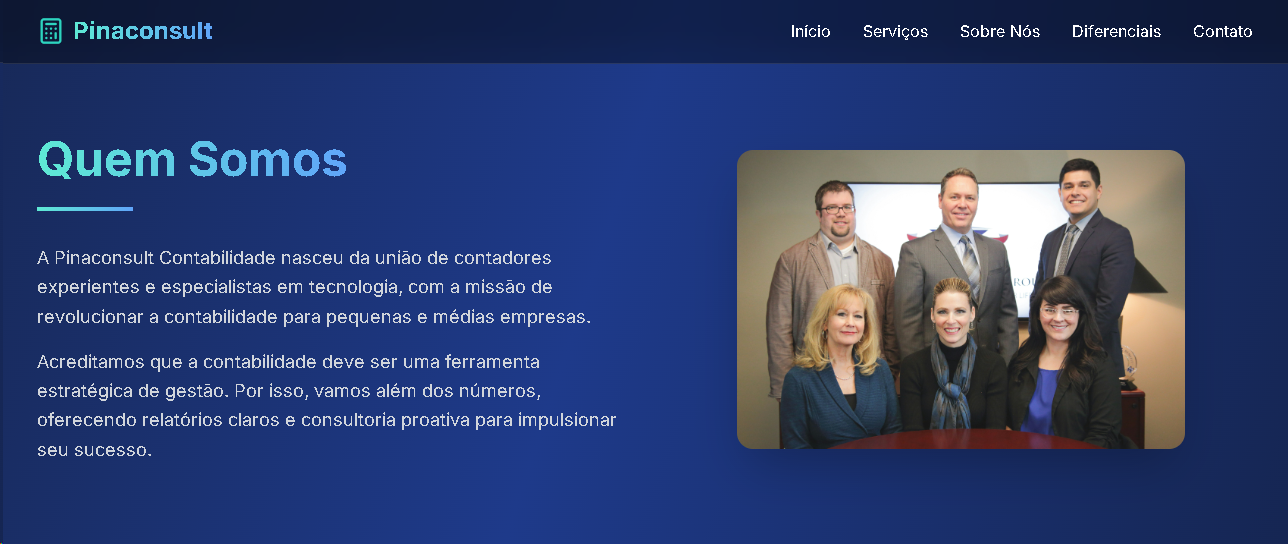 Pinaconsult
Início
Serviços
Sobre Nós
Diferenciais
Contato
Quem Somos
A Pinaconsult Contabilidade nasceu da união de contadores
experientes e especialistas em tecnologia, com a missão de
revolucionar a contabilidade para pequenas e médias empresas.
Acreditamos que a contabilidade deve ser uma ferramenta
estratégica de gestão. Por isso, vamos além dos números,
oferecendo relatórios claros e consultoria proativa para impulsionar
seu sucesso.